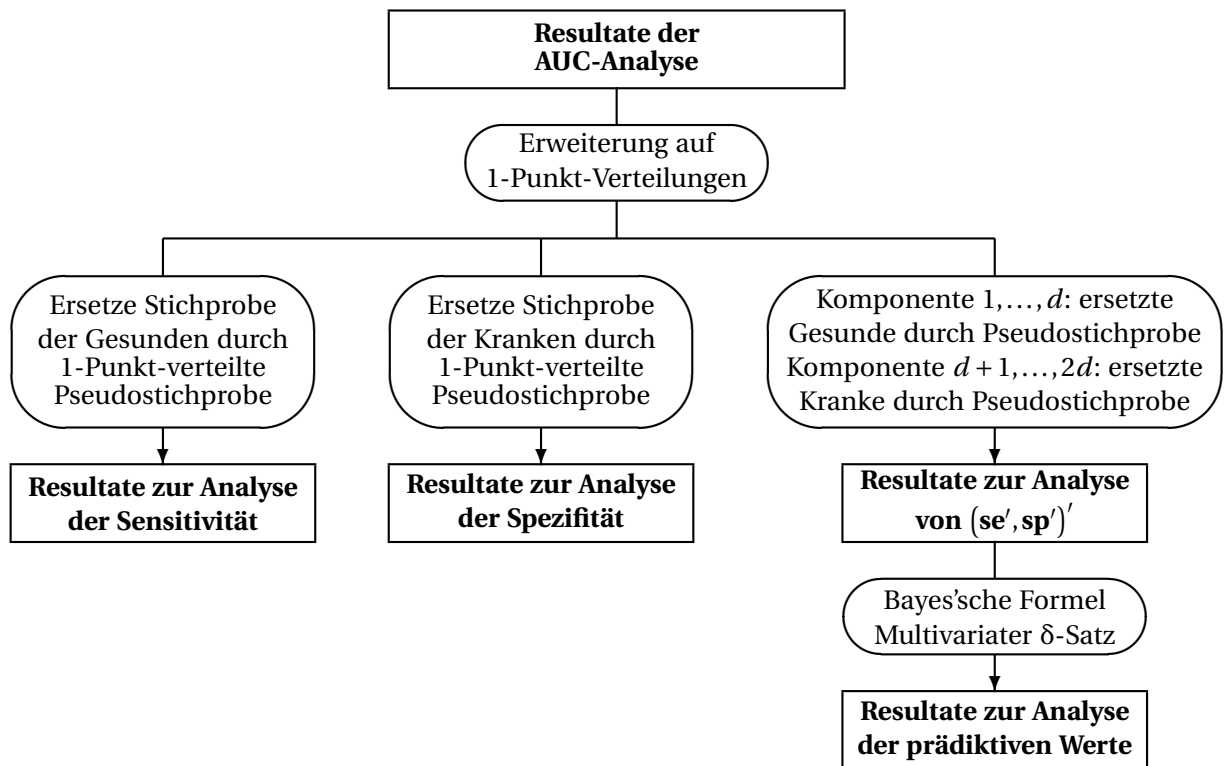 Resultate der
AUC-Analyse
Erweiterung auf
1-Punkt-Verteilungen
Ersetze Stichprobe
der Gesunden durch
1-Punkt-verteilte
Pseudostichprobe
Ersetze Stichprobe
der Kranken durch
1-Punkt-verteilte
Pseudostichprobe
Komponente 1,...,d: ersetzte
Gesunde durch Pseudostichprobe
Komponente d+1,...,2d: ersetzte
Kranke durch Pseudostichprobe
Resultate zur Analyse
der Sensitivität
Resultate zur Analyse
der Spezifität
Resultate zur Analyse
von (se′,sp′)′
Bayes'sche Formel
Multivariater δ-Satz
Resultate zur Analyse
der prädiktiven Werte